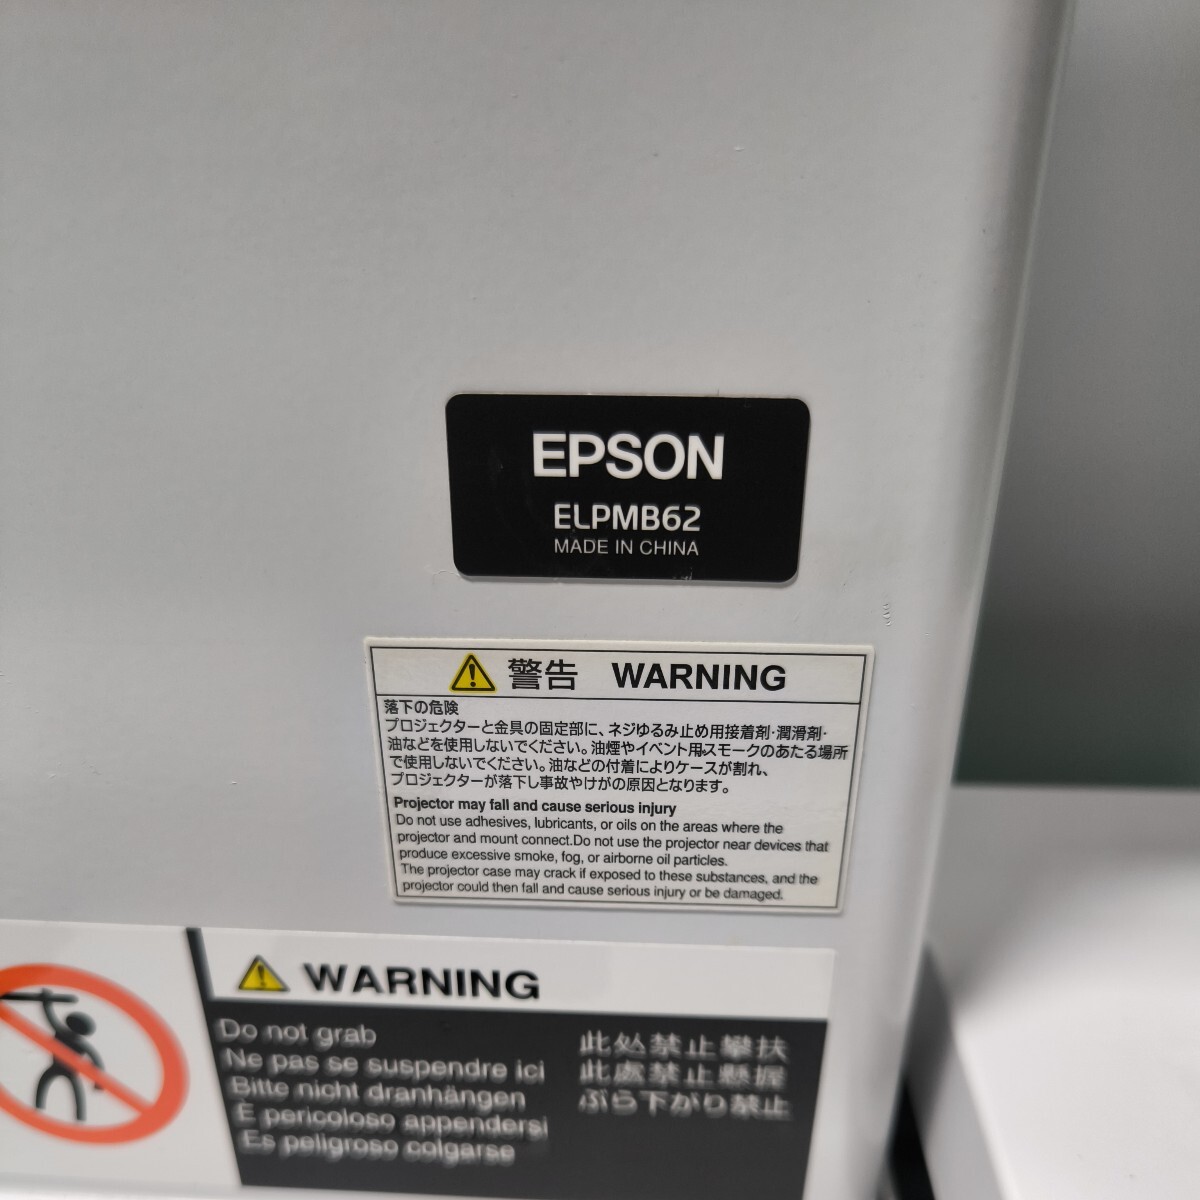 EPSON
ELPMB62
MADE IN CHINA
警告 WARNING
落下の危険
プロジェクターと金具の固定部に、ネジゆるみ止め用接着剤・潤滑剤・
油などを使用しないでください。油煙やイベント用スモークのあたる場所
で使用しないでください。油などの付着によりケースが割れ、
プロジェクターが落下し事故やけがの原因となります。
Projector may fall and cause serious injury
Do not use adhesives, lubricants, or oils on the areas where the
projector and mount connect.Do not use the projector near devices that
produce excessive smoke, fog, or airborne oil particles.
The projector case may crack if exposed to these substances, and the
projector could then fall and cause serious injury or be damaged.
WARNING
Do not grab
Ne pas se suspendre ici
Bitte nicht dranhängen
È pericoloso appendersi
Es peligroso colgarse
此处禁止攀扶
此處禁止懸握
ぶら下がり禁止